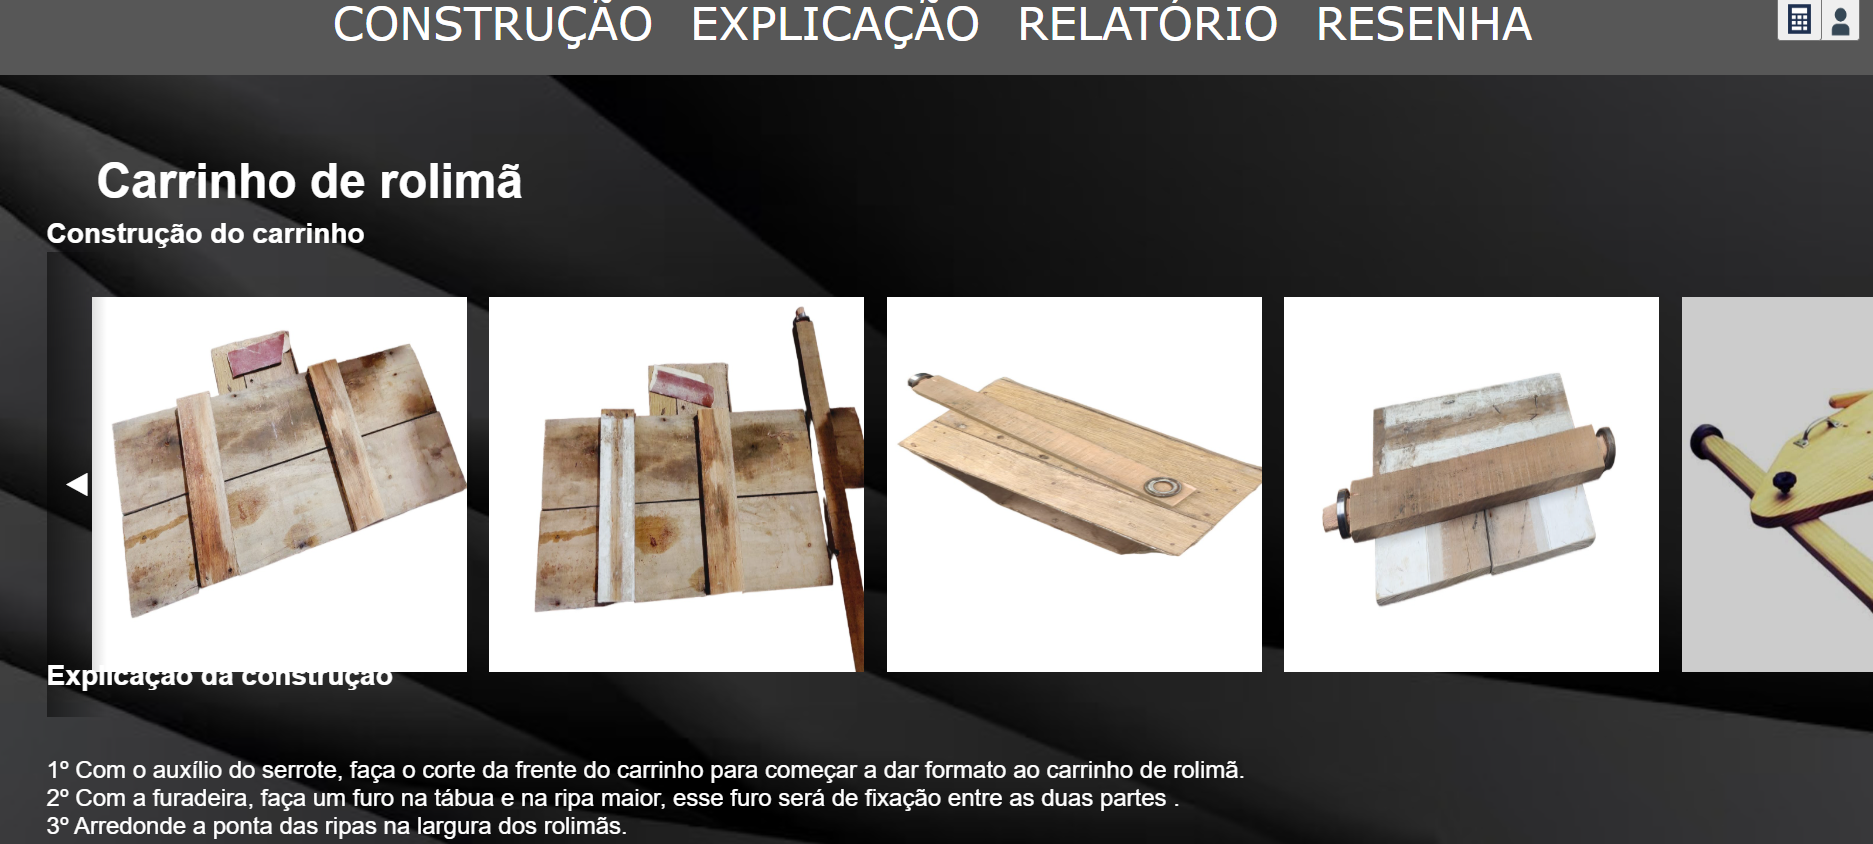 CONSTRUÇÃO EXPLICAÇÃO RELATÓRIO RESENHA
Carrinho de rolimã
Construção do carrinho
Explicação da construção
1º Com o auxílio do serrote, faça o corte da frente do carrinho para começar a dar formato ao carrinho de rolimã.
2º Com a furadeira, faça um furo na tábua e na ripa maior, esse furo será de fixação entre as duas partes .
3º Arredonde a ponta das ripas na largura dos rolimãs.